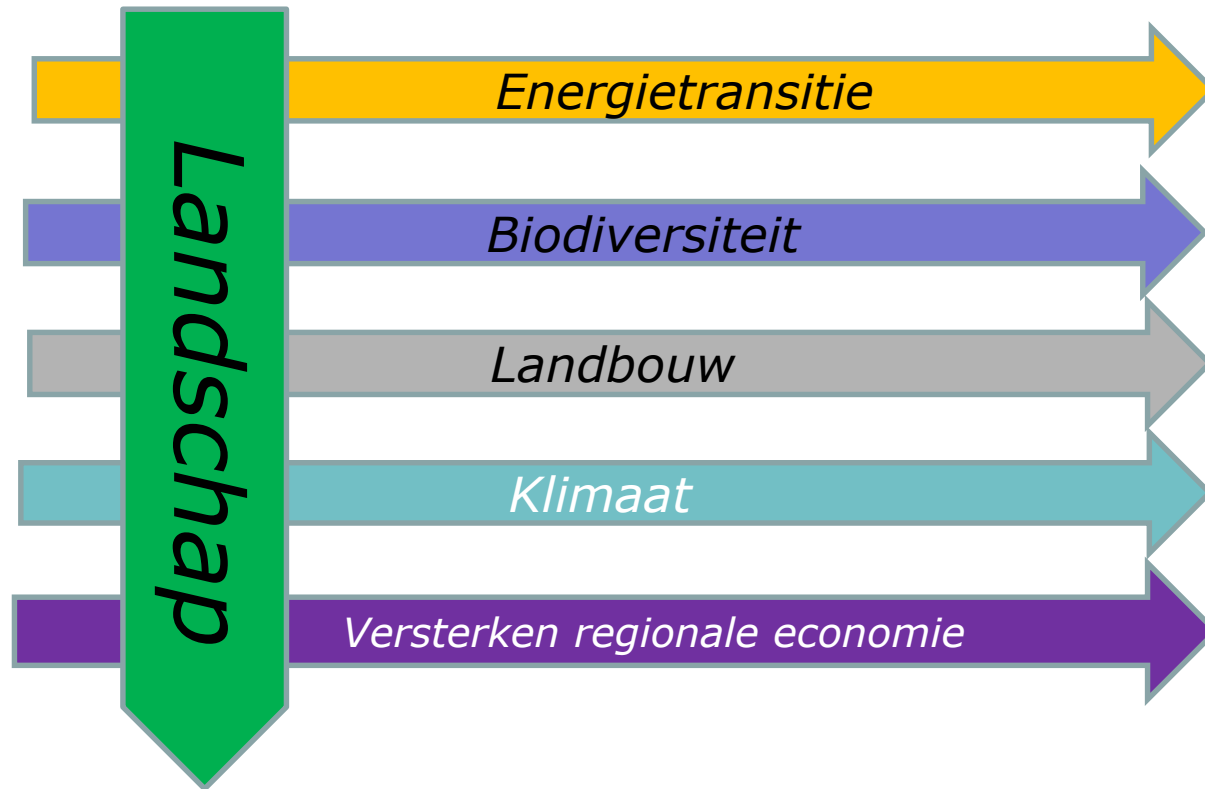 Landschap
Energietransitie
Biodiversiteit
Landbouw
Klimaat
Versterken regionale economie